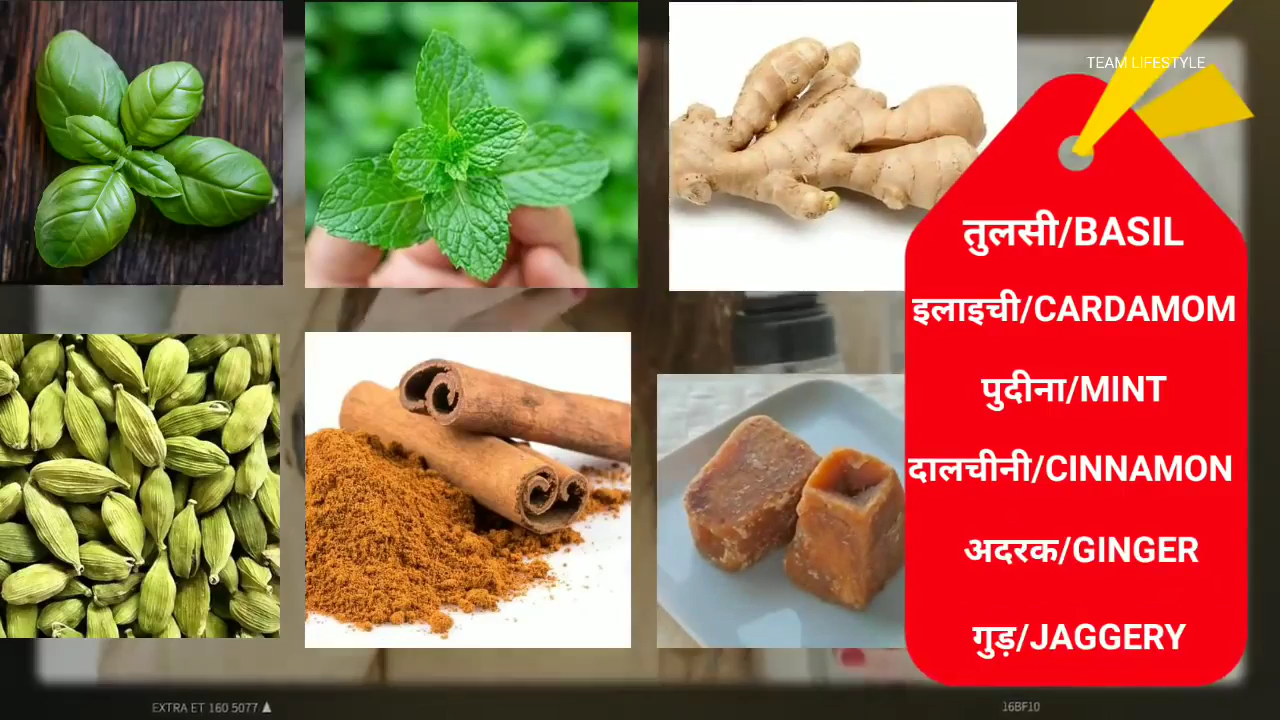 TEAM LIFESTYLE
तुलसी/BASIL
इलाइची/CARDAMOM
पुदीना/MINT
दालचीनी/CINNAMON
अदरक/GINGER
गुड़/JAGGERY
EXTRA ET 160 5077 ▲
16BF10